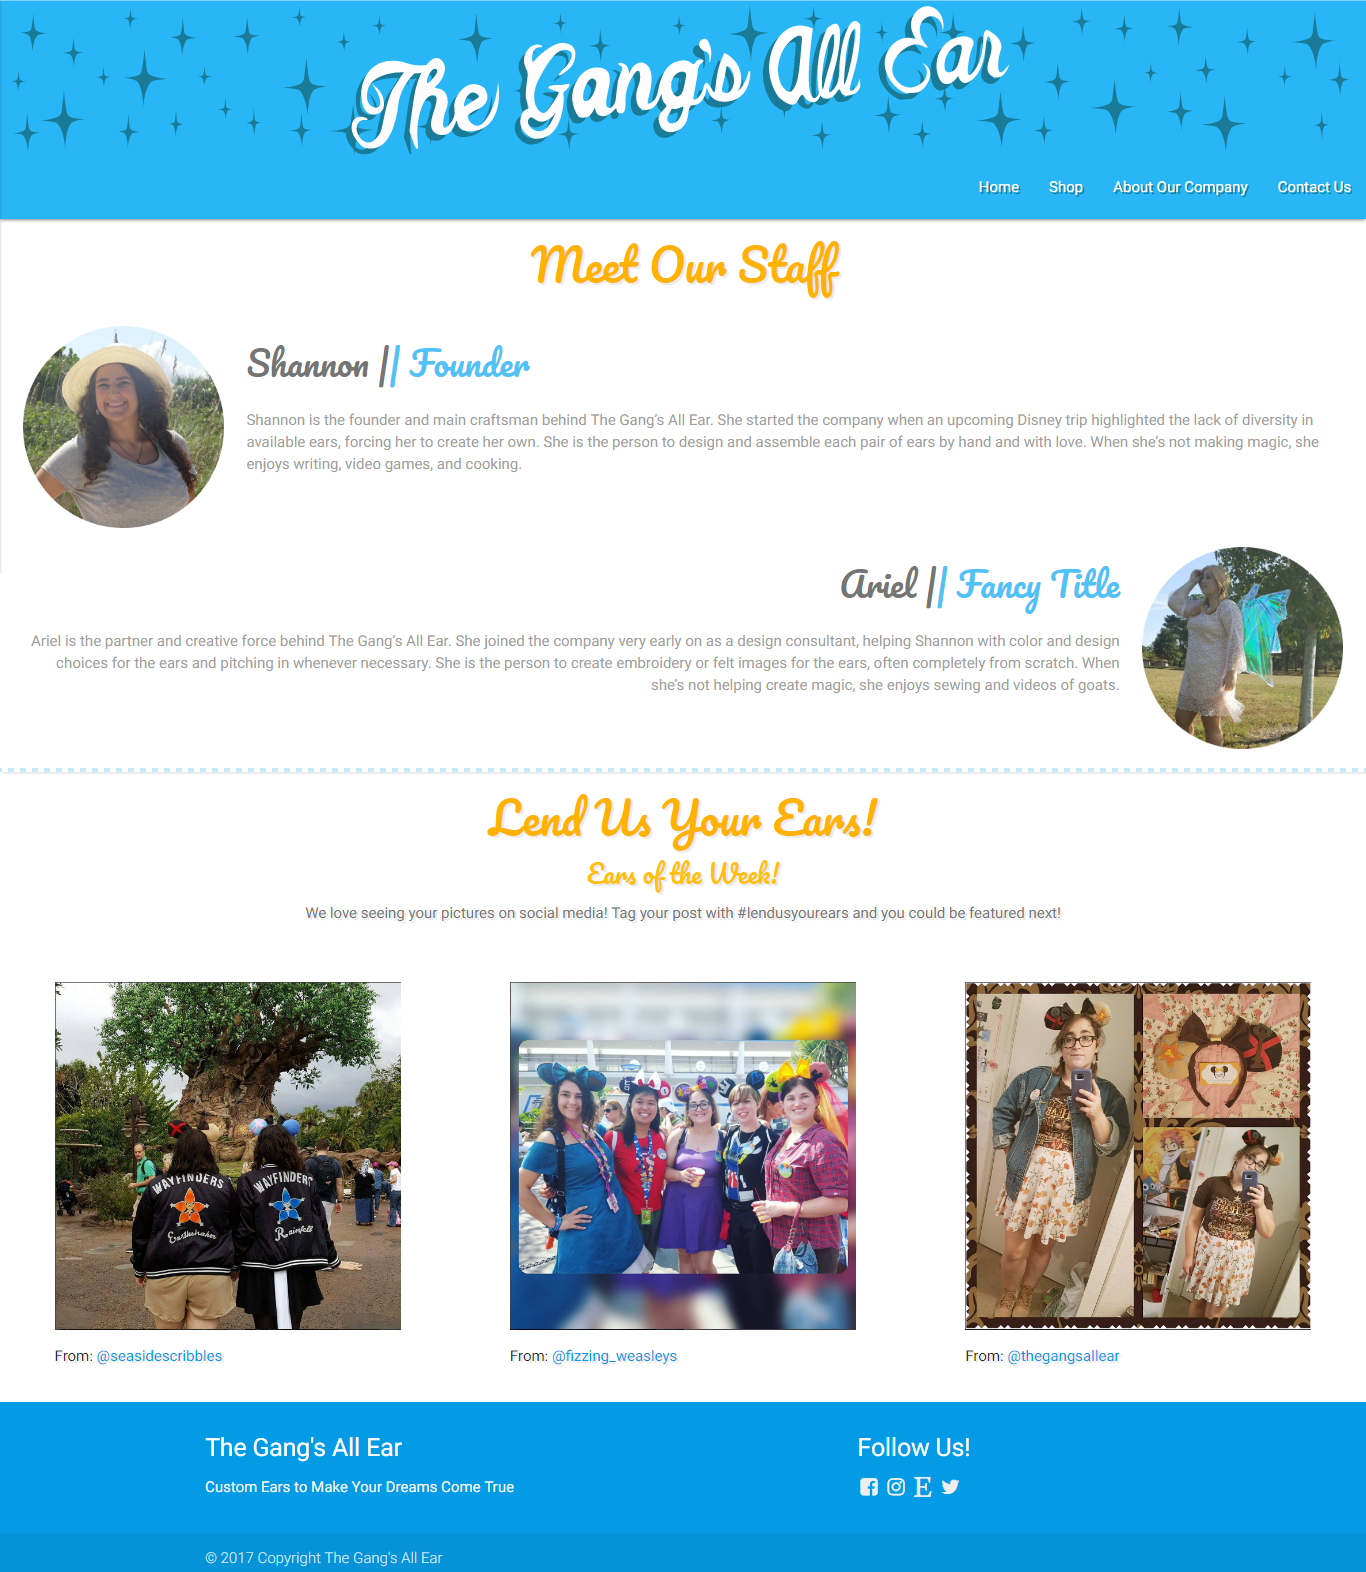 The Gang's All Ear
Home Shop About Our Company Contact Us
Meet Our Staff
Shannon || Founder
Shannon is the founder and main craftsman behind The Gang's All Ear. She started the company when an upcoming Disney trip highlighted the lack of diversity in
available ears, forcing her to create her own. She is the person to design and assemble each pair of ears by hand and with love. When she's not making magic, she
enjoys writing, video games, and cooking.
Ariel || Fancy Title
Ariel is the partner and creative force behind The Gang's All Ear. She joined the company very early on as a design consultant, helping Shannon with color and design
choices for the ears and pitching in whenever necessary. She is the person to create embroidery or felt images for the ears, often completely from scratch. When
she's not helping create magic, she enjoys sewing and videos of goats.
Lend Us Your Ears!
Ears of the Week!
We love seeing your pictures on social media! Tag your post with #lendusyourears and you could be featured next!
WAYFINDERS
Earthshaker
WAYFINDERS
Rainfell
From: @seasidescribbles
From: @fizzing_weasleys
From: @thegangsallear
The Gang's All Ear
Follow Us!
Custom Ears to Make Your Dreams Come True
© 2017 Copyright The Gang's All Ear